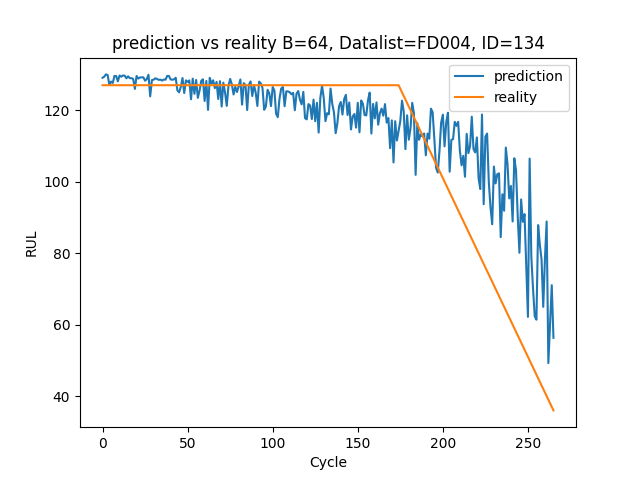 prediction vs reality B=64, Datalist=FD004, ID=134
prediction
reality
RUL
120
100
80
60
40
0
50
100
150
200
250
Cycle